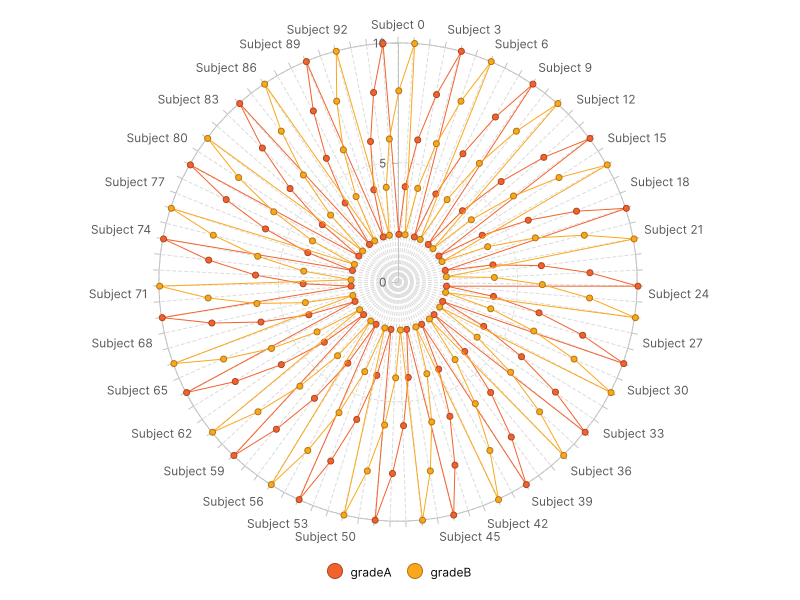 Subject 0
Subject 3
Subject 6
Subject 9
Subject 12
Subject 15
Subject 18
Subject 21
Subject 24
Subject 27
Subject 30
Subject 33
Subject 36
Subject 39
Subject 42
Subject 45
Subject 50
Subject 53
Subject 56
Subject 59
Subject 62
Subject 65
Subject 68
Subject 71
Subject 74
Subject 77
Subject 80
Subject 83
Subject 86
Subject 89
Subject 92
10
5
0
gradeA
gradeB